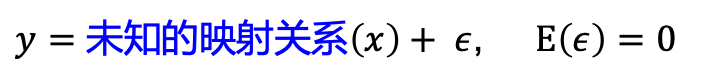 y = 未知的映射关系(x) + ϵ, E(ϵ) = 0